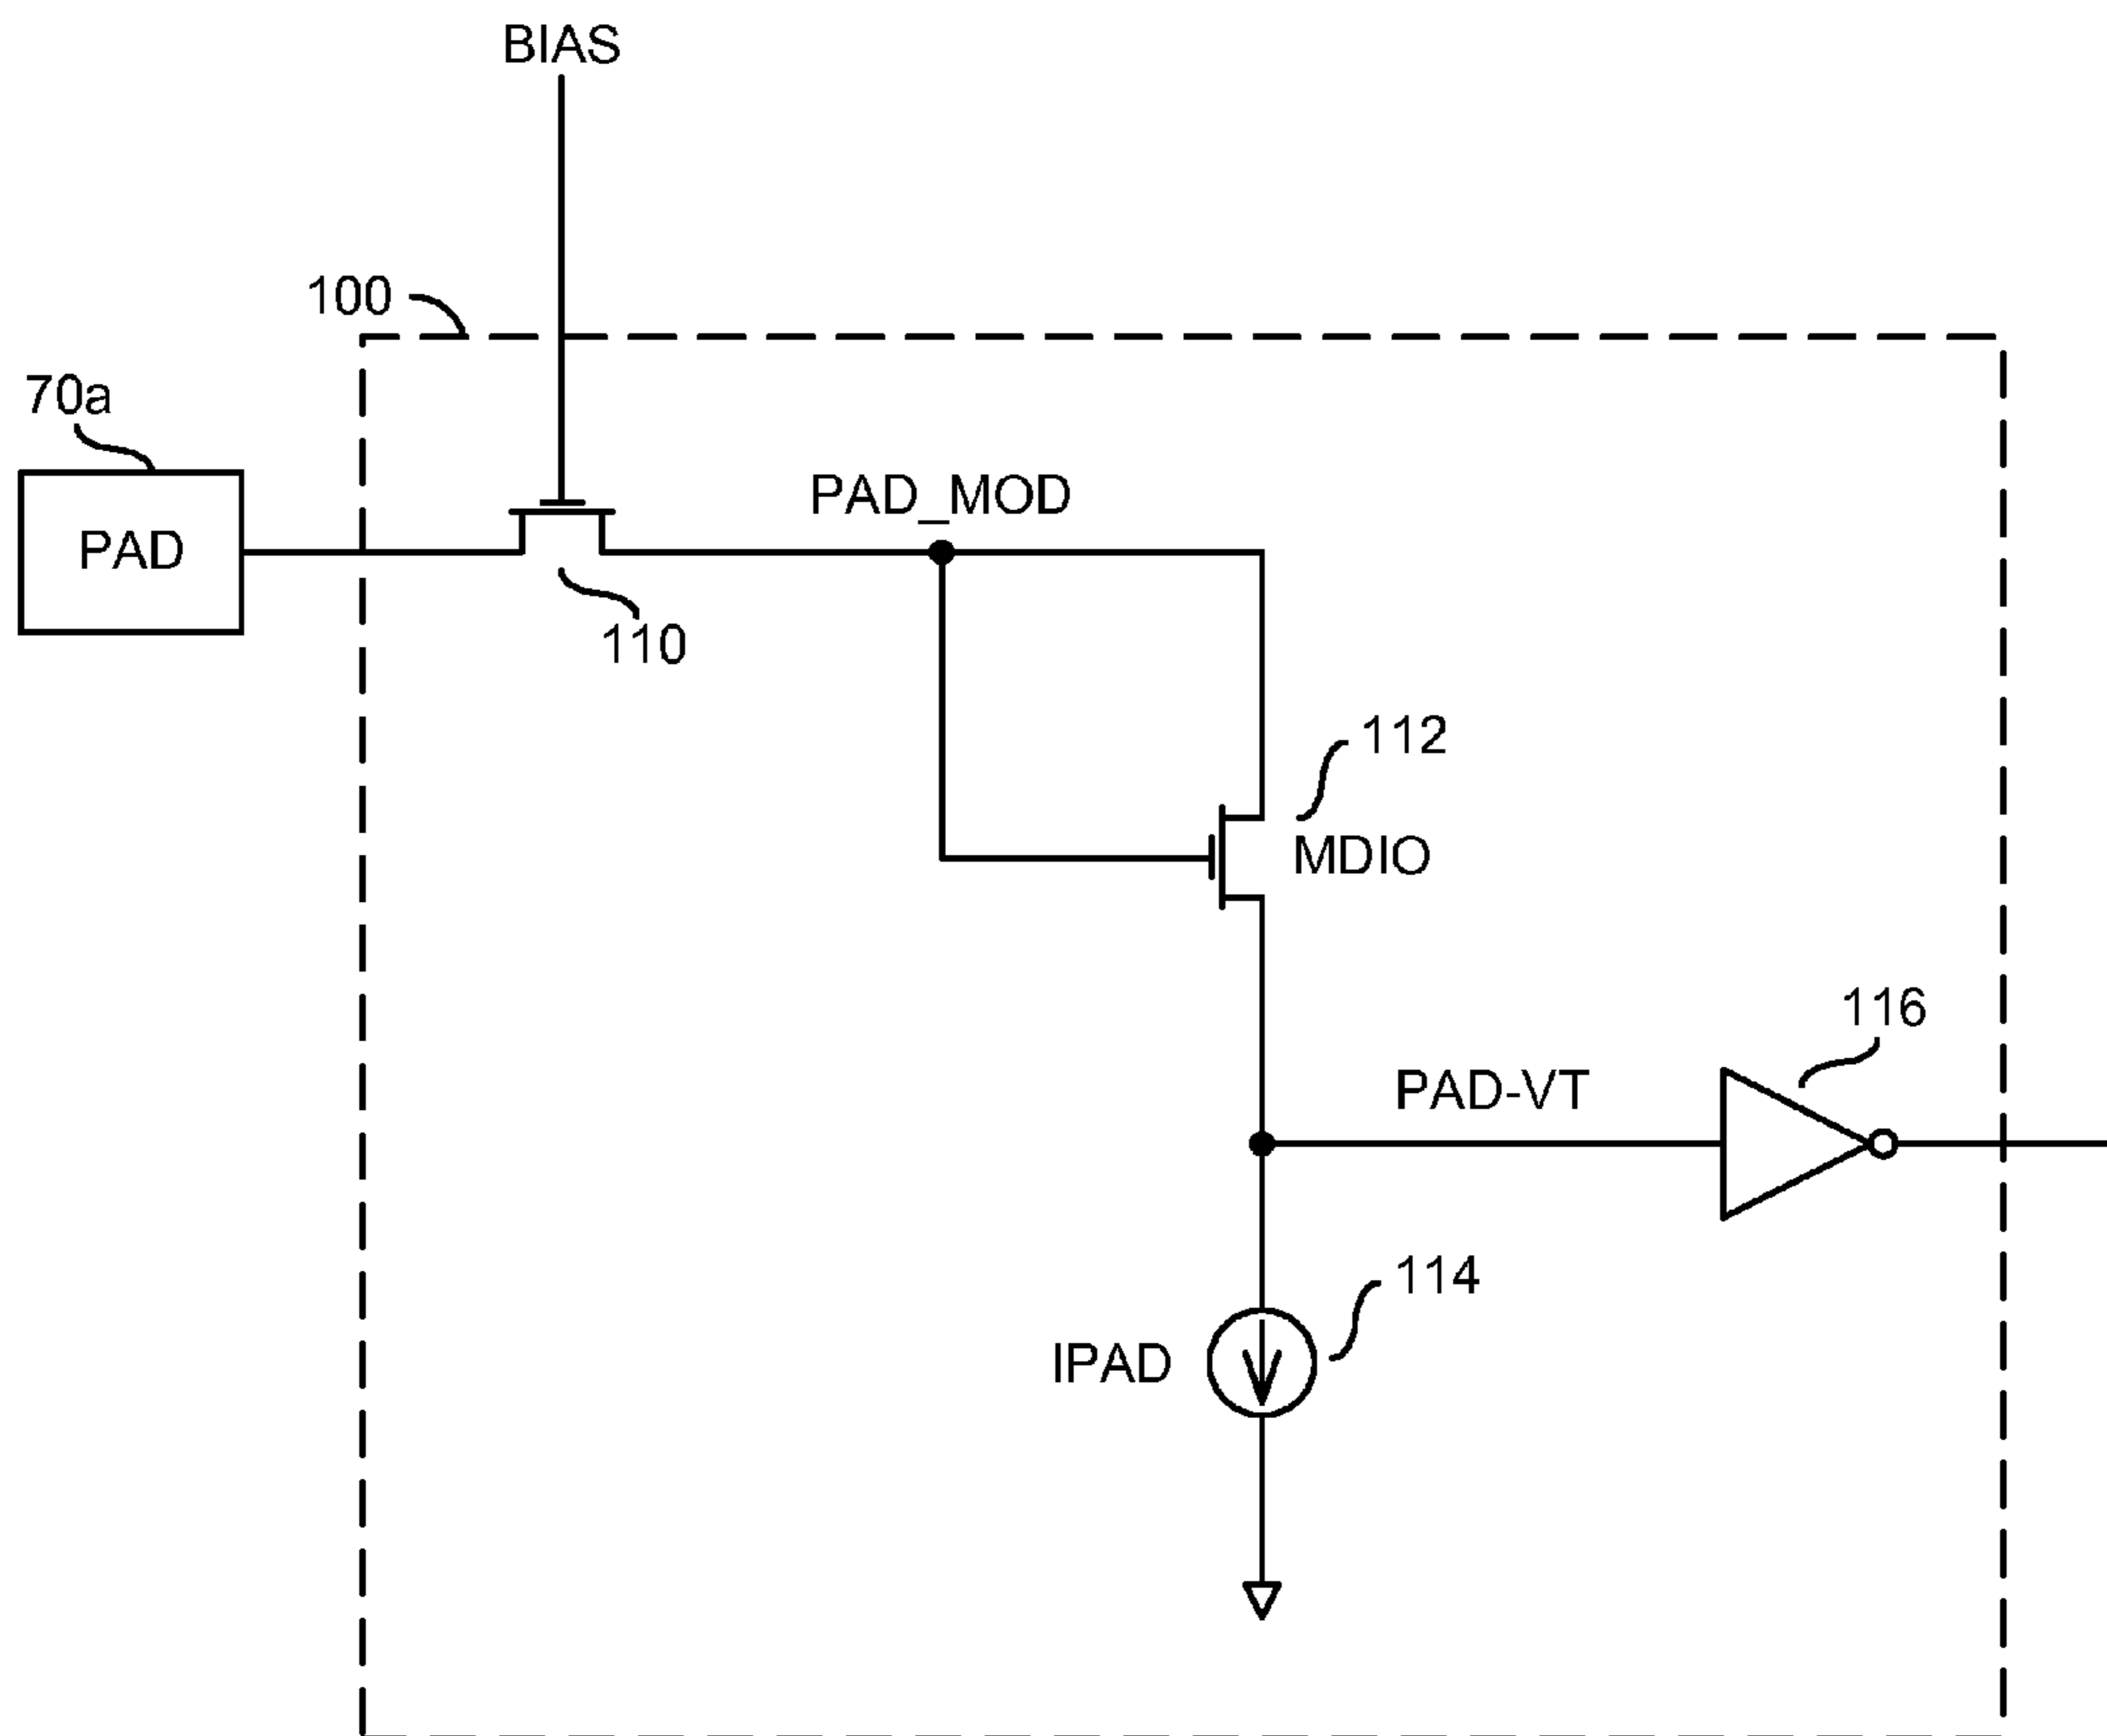 BIAS
100
70a
PAD
PAD_MOD
110
112
MDIO
116
PAD-VT
114
IPAD